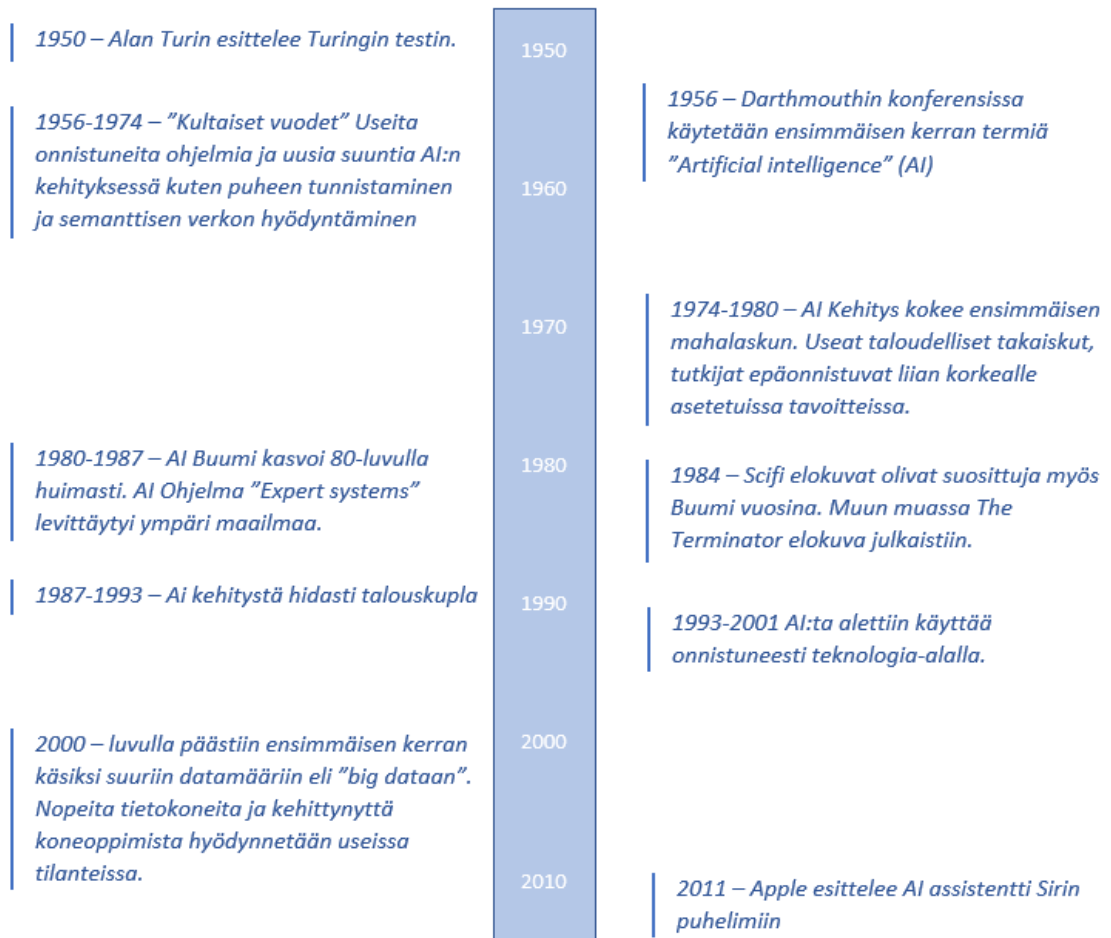 1950 – Alan Turin esittelee Turingin testin.
1950
1956 – Darthmouthin konferensissa
käytetään ensimmäisen kerran termiä
”Artificial intelligence” (AI)
1956-1974 – ”Kultaiset vuodet” Useita
onnistuneita ohjelmia ja uusia suuntia AI:n
kehityksessä kuten puheen tunnistaminen
ja semanttisen verkon hyödyntäminen
1960
1974-1980 – AI Kehitys kokee ensimmäisen
mahalaskun. Useat taloudelliset takaiskut,
tutkijat epäonnistuvat liian korkealle
asetetuissa tavoitteissa.
1970
1980-1987 – AI Buumi kasvoi 80-luvulla
huimasti. AI Ohjelma ”Expert systems”
levittäytyi ympäri maailmaa.
1980
1984 – Scifi elokuvat olivat suosittuja myös
Buumi vuosina. Muun muassa The
Terminator elokuva julkaistiin.
1987-1993 – Ai kehitystä hidasti talouskupla
1990
1993-2001 AI:ta alettiin käyttää
onnistuneesti teknologia-alalla.
2000 – luvulla päästiin ensimmäisen kerran
käsiksi suuriin datamääriin eli ”big dataan”.
Nopeita tietokoneita ja kehittynyttä
koneoppimista hyödynnetään useissa
tilanteissa.
2000
2010
2011 – Apple esittelee AI assistentti Sirin
puhelimiin